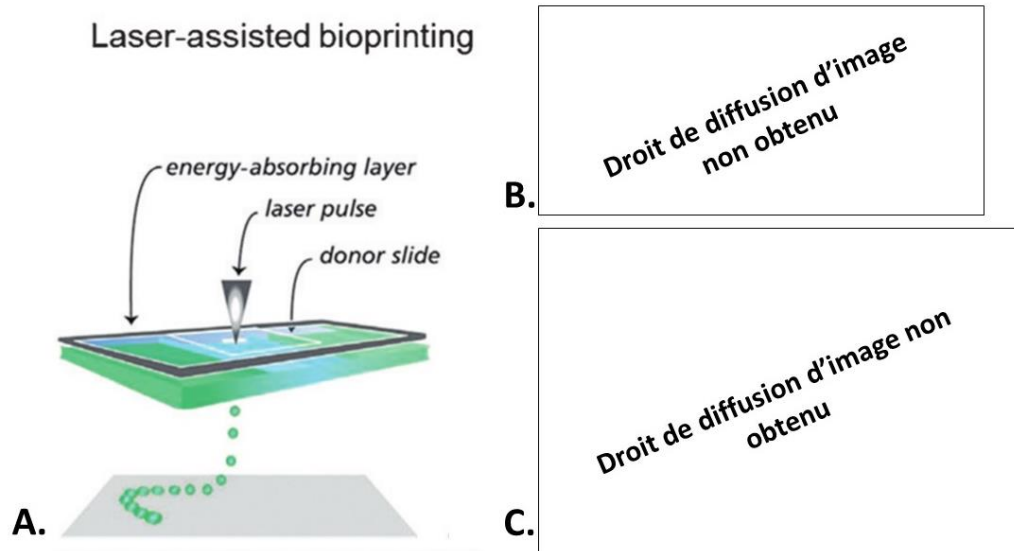 Laser-assisted bioprinting
energy-absorbing layer
laser pulse
donor slide
A.
Droit de diffusion d’image
non obtenu
B.
Droit de diffusion d’image non
obtenu
C.